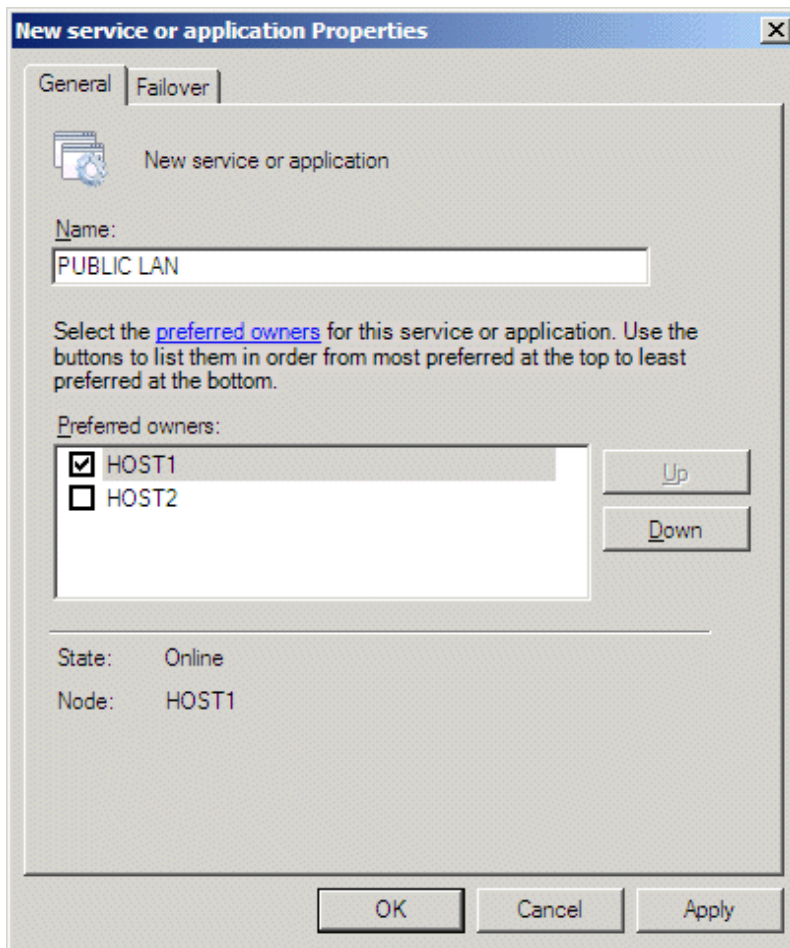 New service or application Properties
General
Failover
New service or application
Name:
PUBLIC LAN
Select the preferred owners for this service or application. Use the
buttons to list them in order from most preferred at the top to least
preferred at the bottom.
Preferred owners:
HOST1
HOST2
Up
Down
State: Online
Node: HOST1
OK
Cancel
Apply